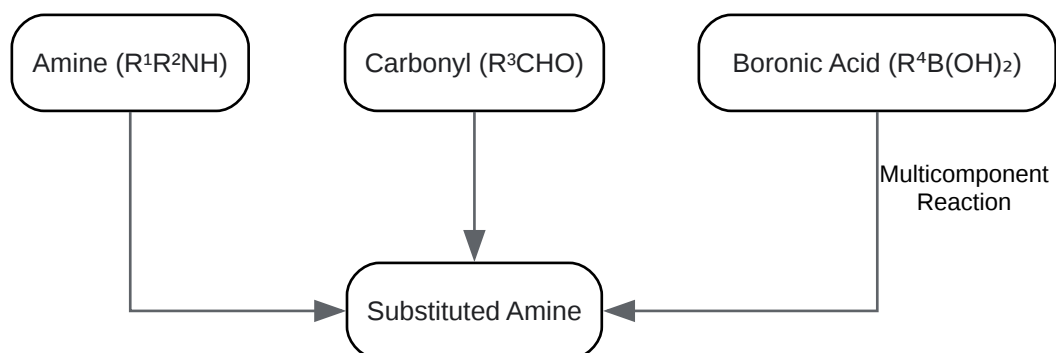 Amine (R¹R²NH)
Carbonyl (R³CHO)
Boronic Acid (R⁴B(OH)₂)
Multicomponent
Reaction
Substituted Amine